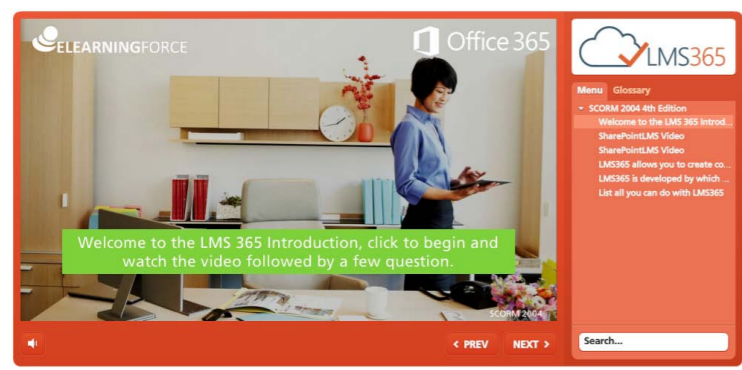 ELEARNINGFORCE
Office 365
Welcome to the LMS 365 Introduction, click to begin and
watch the video followed by a few question.
SCORM 2004
< PREV
NEXT >
LMS365
Menu Glossary
SCORM 2004 4th Edition
Welcome to the LMS 365 Introd...
SharePointLMS Video
SharePointLMS Video
LMS365 allows you to create co...
LMS365 is developed by which ...
List all you can do with LMS365
Search...